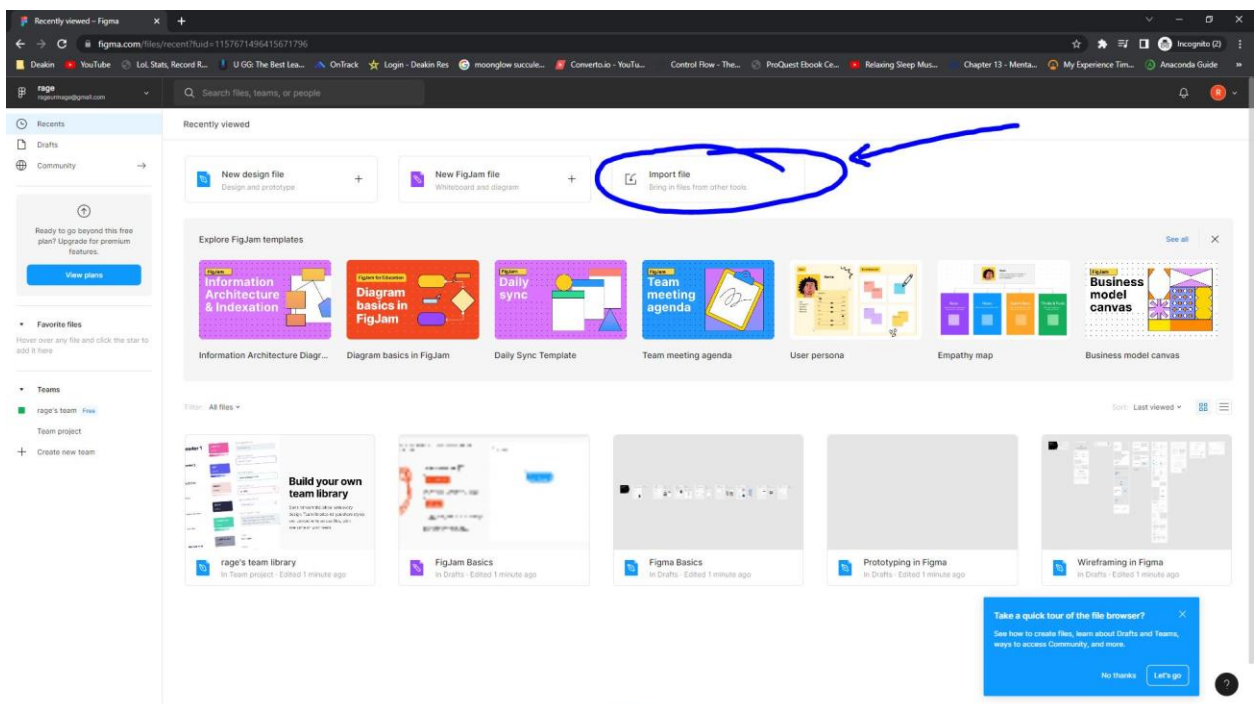 Recently viewed – Figma
figma.com/files/recent?fuid=1157671496415671796
Incognito (2)
Deakin
YouTube
LoL Stats, Record R...
U GG: The Best Lea...
OnTrack
Login - Deakin Res
moonglow succule...
Converto.io - YouTu...
Control Flow - The...
ProQuest Ebook Ce...
Relaxing Sleep Mus...
Chapter 13 - Menta...
My Experience Tim...
Anaconda Guide
rage
rageurmage@gmail.com
Search files, teams, or people
R
Recents
Drafts
Community
Ready to go beyond this free
plan? Upgrade for premium
features.
View plans
Favorite files
Hover over any file and click the star to
add it here
Teams
rage's team Free
Team project
Create new team
Recently viewed
New design file
Design and prototype
New FigJam file
Whiteboard and diagram
Import file
Bring in files from other tools.
Explore FigJam templates
See all
FigJam
Information
Architecture
& Indexation
Information Architecture Diagr...
FigJam for Education
Diagram
basics in
FigJam
Diagram basics in FigJam
FigJam
Daily
sync
Daily Sync Template
FigJam
Team
meeting
agenda
Team meeting agenda
User persona
Empathy map
FigJam
Business
model
canvas
Business model canvas
Filter: All files
Sort: Last viewed
Build your own
team library
rage's team library
In Team project · Edited 1 minute ago
FigJam Basics
In Drafts · Edited 1 minute ago
Figma Basics
In Drafts · Edited 1 minute ago
Prototyping in Figma
In Drafts · Edited 1 minute ago
Wireframing in Figma
In Drafts · Edited 1 minute ago
Take a quick tour of the file browser?
See how to create files, learn about Drafts and Teams,
ways to access Community, and more.
No thanks
Let's go
?